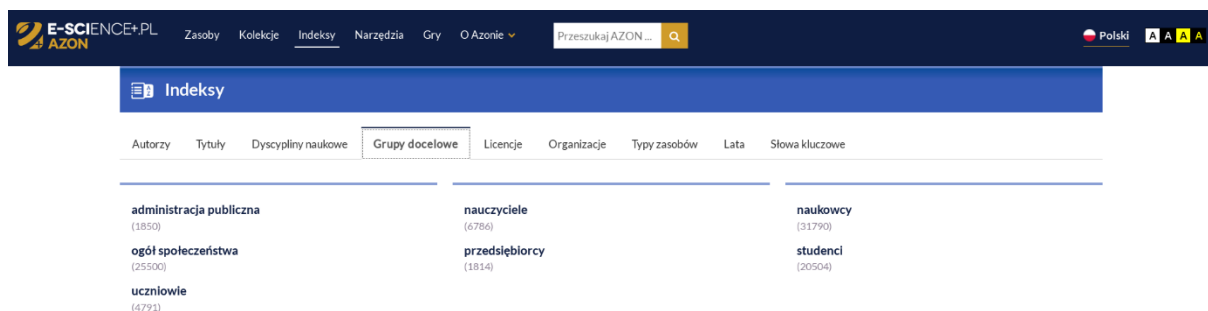 E-SCIENCE+.PL
AZON
Zasoby Kolekcje Indeksy Narzędzia Gry O Azonie Przeszukaj AZON ... Polski A A A A
Indeksy
Autorzy Tytuły Dyscypliny naukowe Grupy docelowe Licencje Organizacje Typy zasobów Lata Słowa kluczowe
administracja publiczna nauczyciele naukowcy
(1850) (6786) (31790)
ogół społeczeństwa przedsiębiorcy studenci
(25500) (1814) (20504)
uczniowie
(4791)